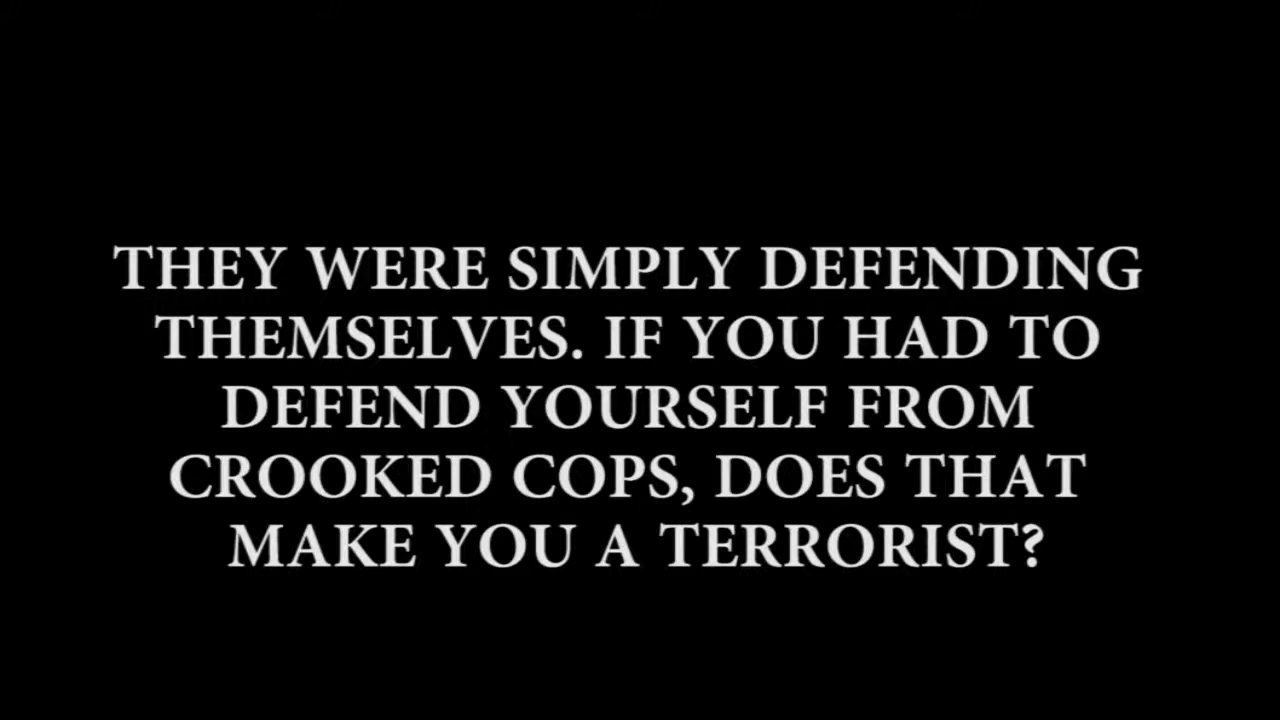 THEY WERE SIMPLY DEFENDING
THEMSELVES. IF YOU HAD TO
DEFEND YOURSELF FROM
CROOKED COPS, DOES THAT
MAKE YOU A TERRORIST?